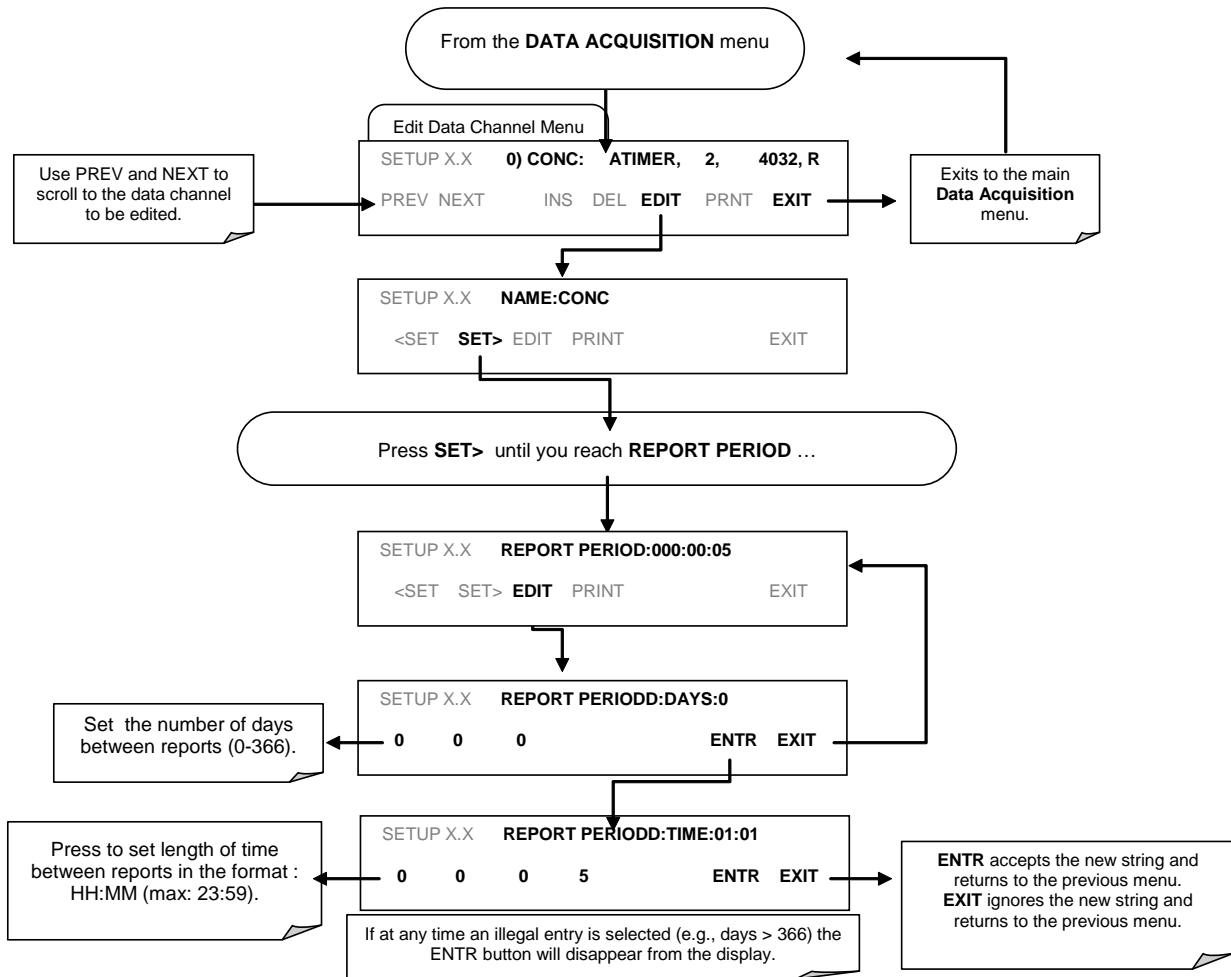 From the DATA ACQUISITION menu
Edit Data Channel Menu
SETUP X.X 0) CONC: ATIMER, 2, 4032, R
PREV NEXT INS DEL EDIT PRNT EXIT
Use PREV and NEXT to
scroll to the data channel
to be edited.
Exits to the main
Data Acquisition
menu.
SETUP X.X NAME:CONC
<SET SET> EDIT PRINT EXIT
Press SET> until you reach REPORT PERIOD …
SETUP X.X REPORT PERIOD:000:00:05
<SET SET> EDIT PRINT EXIT
SETUP X.X REPORT PERIODD:DAYS:0
0 0 0 ENTR EXIT
Set the number of days
between reports (0-366).
SETUP X.X REPORT PERIODD:TIME:01:01
0 0 0 5 ENTR EXIT
Press to set length of time
between reports in the format :
HH:MM (max: 23:59).
ENTR accepts the new string and
returns to the previous menu.
EXIT ignores the new string and
returns to the previous menu.
If at any time an illegal entry is selected (e.g., days > 366) the
ENTR button will disappear from the display.